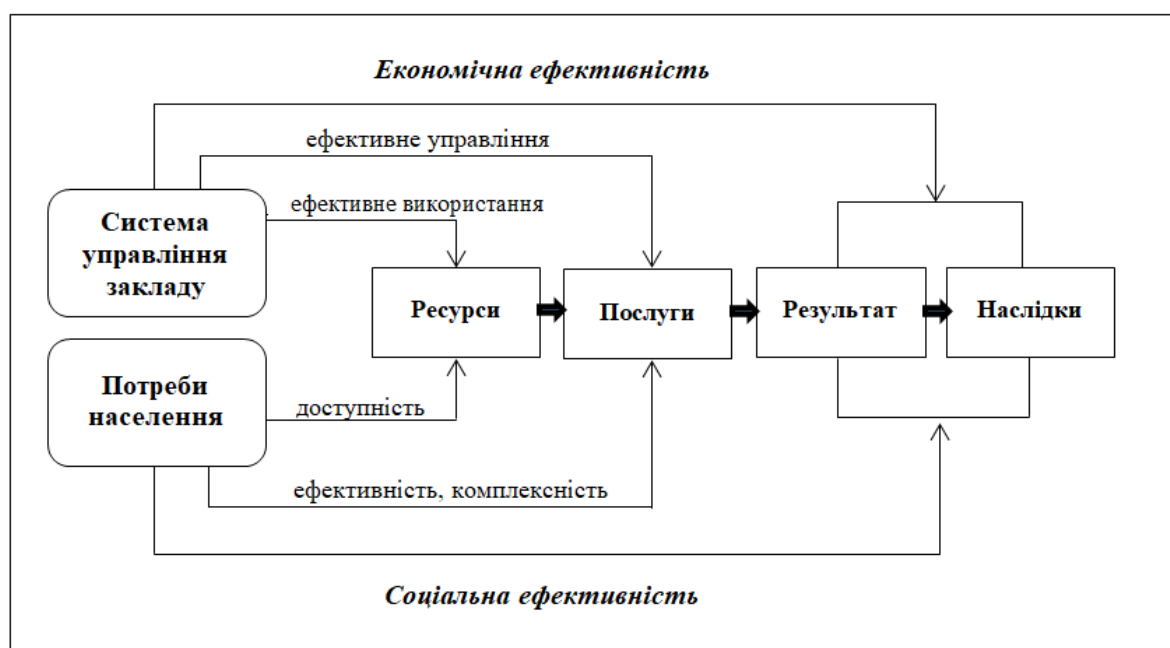 Економічна ефективність
ефективне управління
ефективне використання
Система
управління
закладу
Ресурси
Послуги
Результат
Наслідки
Потреби
населення
доступність
ефективність, комплексність
Соціальна ефективність